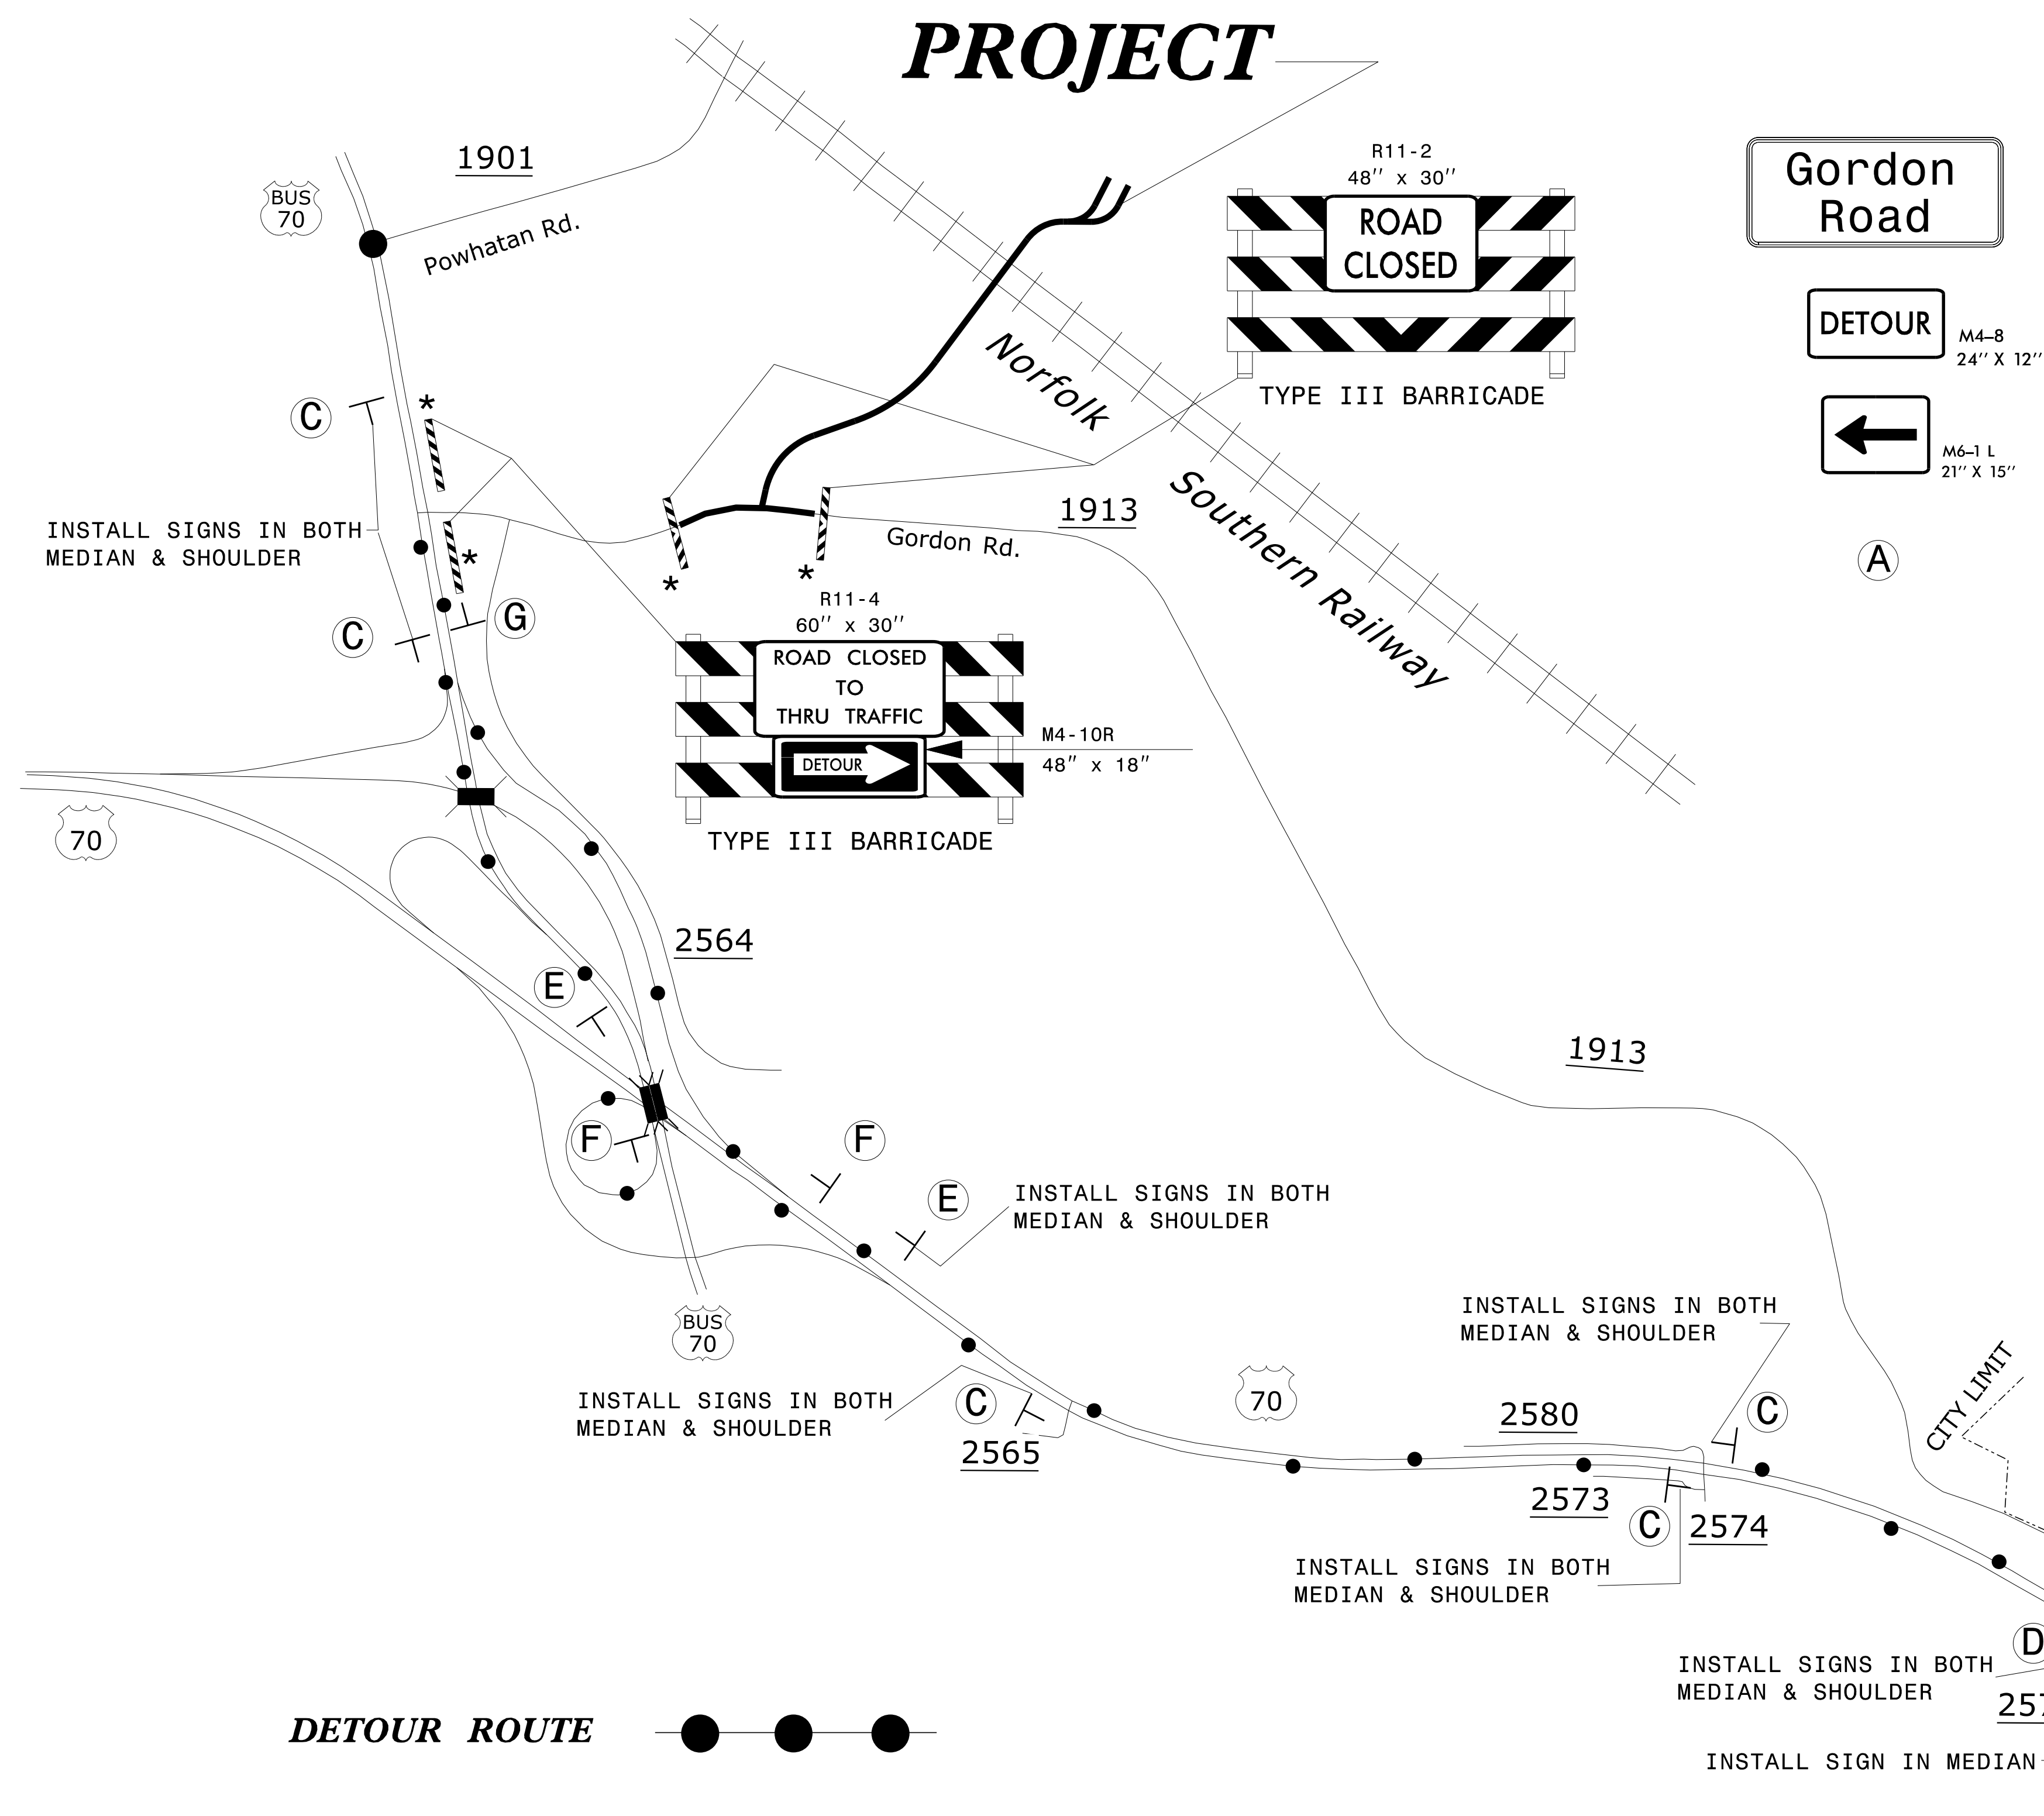 PROJECT
1901
BUS
70
Powhatan Rd.
R11-2
48" x 30"
ROAD
CLOSED
TYPE III BARRICADE
Gordon
Road
DETOUR
M4-8
24" X 12"
M6-1 L
21" X 15"
A
Norfolk
Southern Railway
C
*
INSTALL SIGNS IN BOTH
MEDIAN & SHOULDER
*
C
G
*
*
1913
Gordon Rd.
R11-4
60" x 30"
ROAD CLOSED
TO
THRU TRAFFIC
DETOUR
M4-10R
48" x 18"
TYPE III BARRICADE
70
2564
E
1913
F
F
E
INSTALL SIGNS IN BOTH
MEDIAN & SHOULDER
BUS
70
INSTALL SIGNS IN BOTH
MEDIAN & SHOULDER
C
2565
70
INSTALL SIGNS IN BOTH
MEDIAN & SHOULDER
2580
C
CITY LIMIT
2573
C
2574
INSTALL SIGNS IN BOTH
MEDIAN & SHOULDER
D
INSTALL SIGNS IN BOTH
MEDIAN & SHOULDER
INSTALL SIGN IN MEDIAN
DETOUR ROUTE